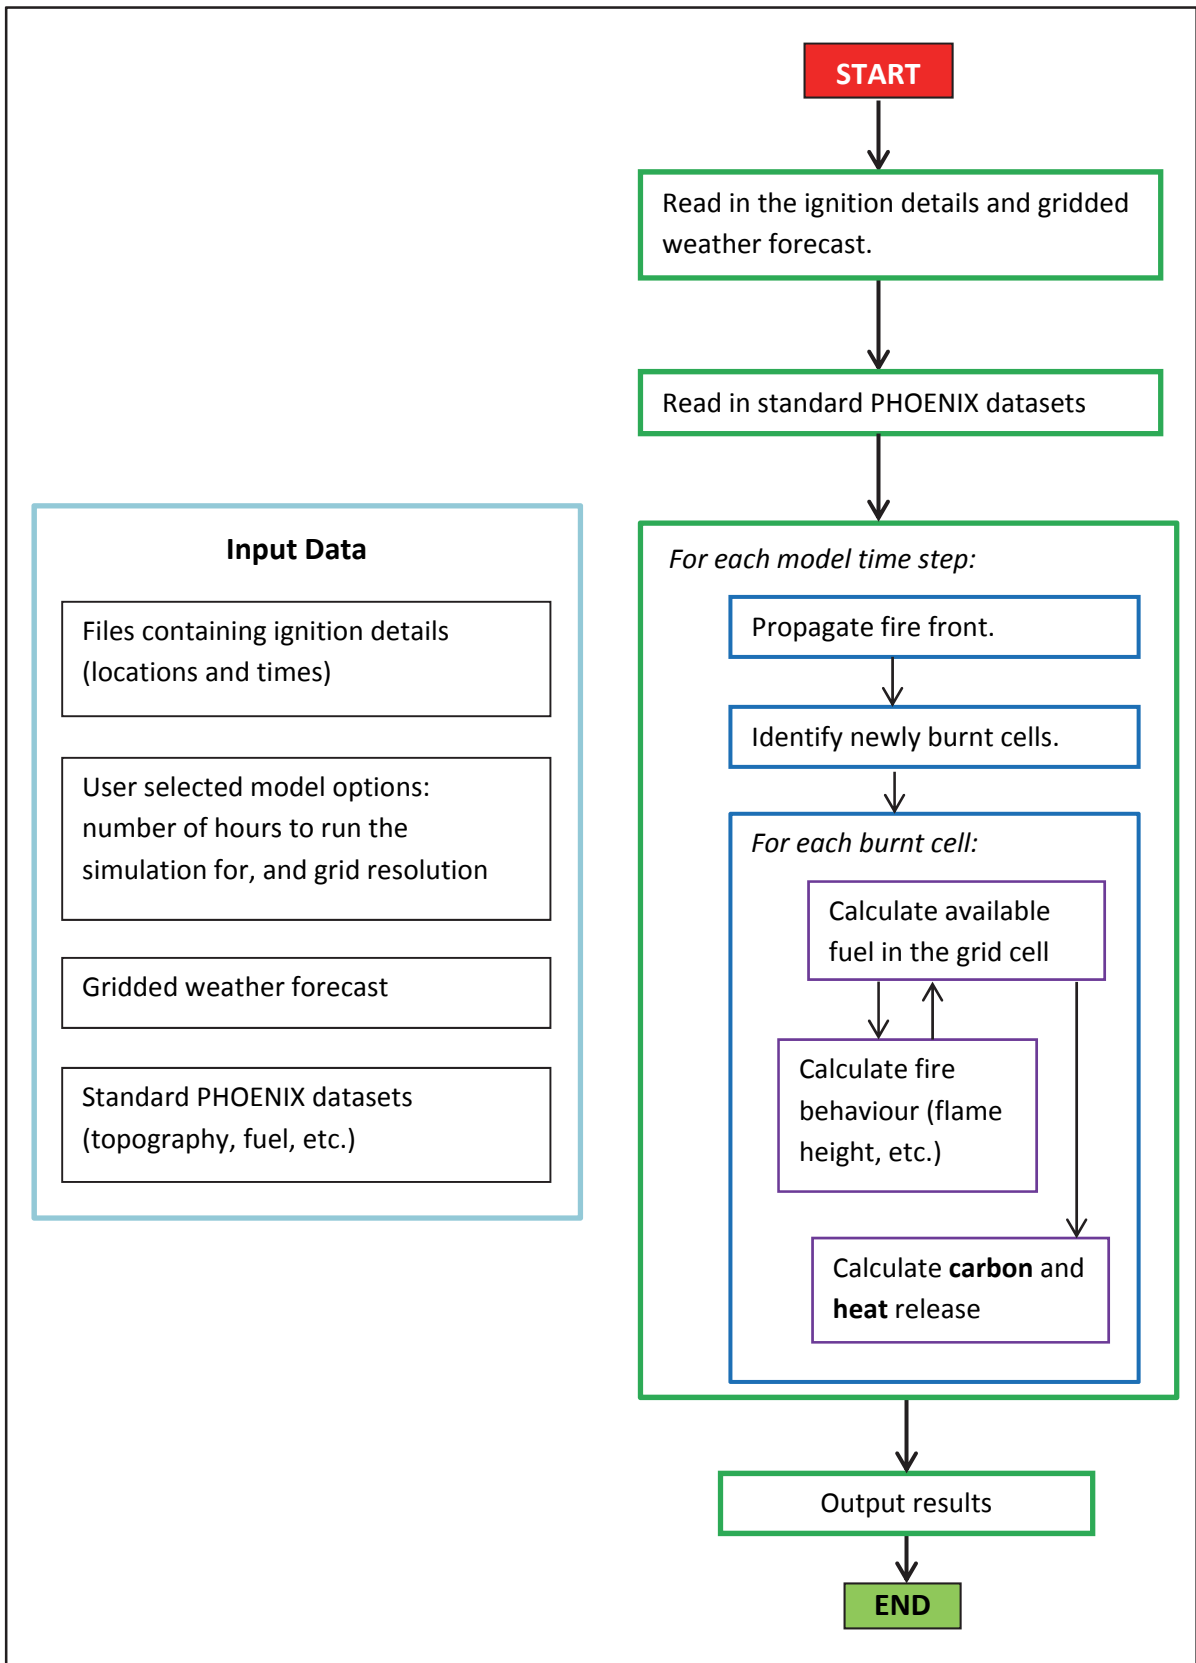 START
Read in the ignition details and gridded
weather forecast.
Read in standard PHOENIX datasets
Input Data
Files containing ignition details
(locations and times)
User selected model options:
number of hours to run the
simulation for, and grid resolution
Gridded weather forecast
Standard PHOENIX datasets
(topography, fuel, etc.)
For each model time step:
Propagate fire front.
Identify newly burnt cells.
For each burnt cell:
Calculate available
fuel in the grid cell
Calculate fire
behaviour (flame
height, etc.)
Calculate carbon and
heat release
Output results
END